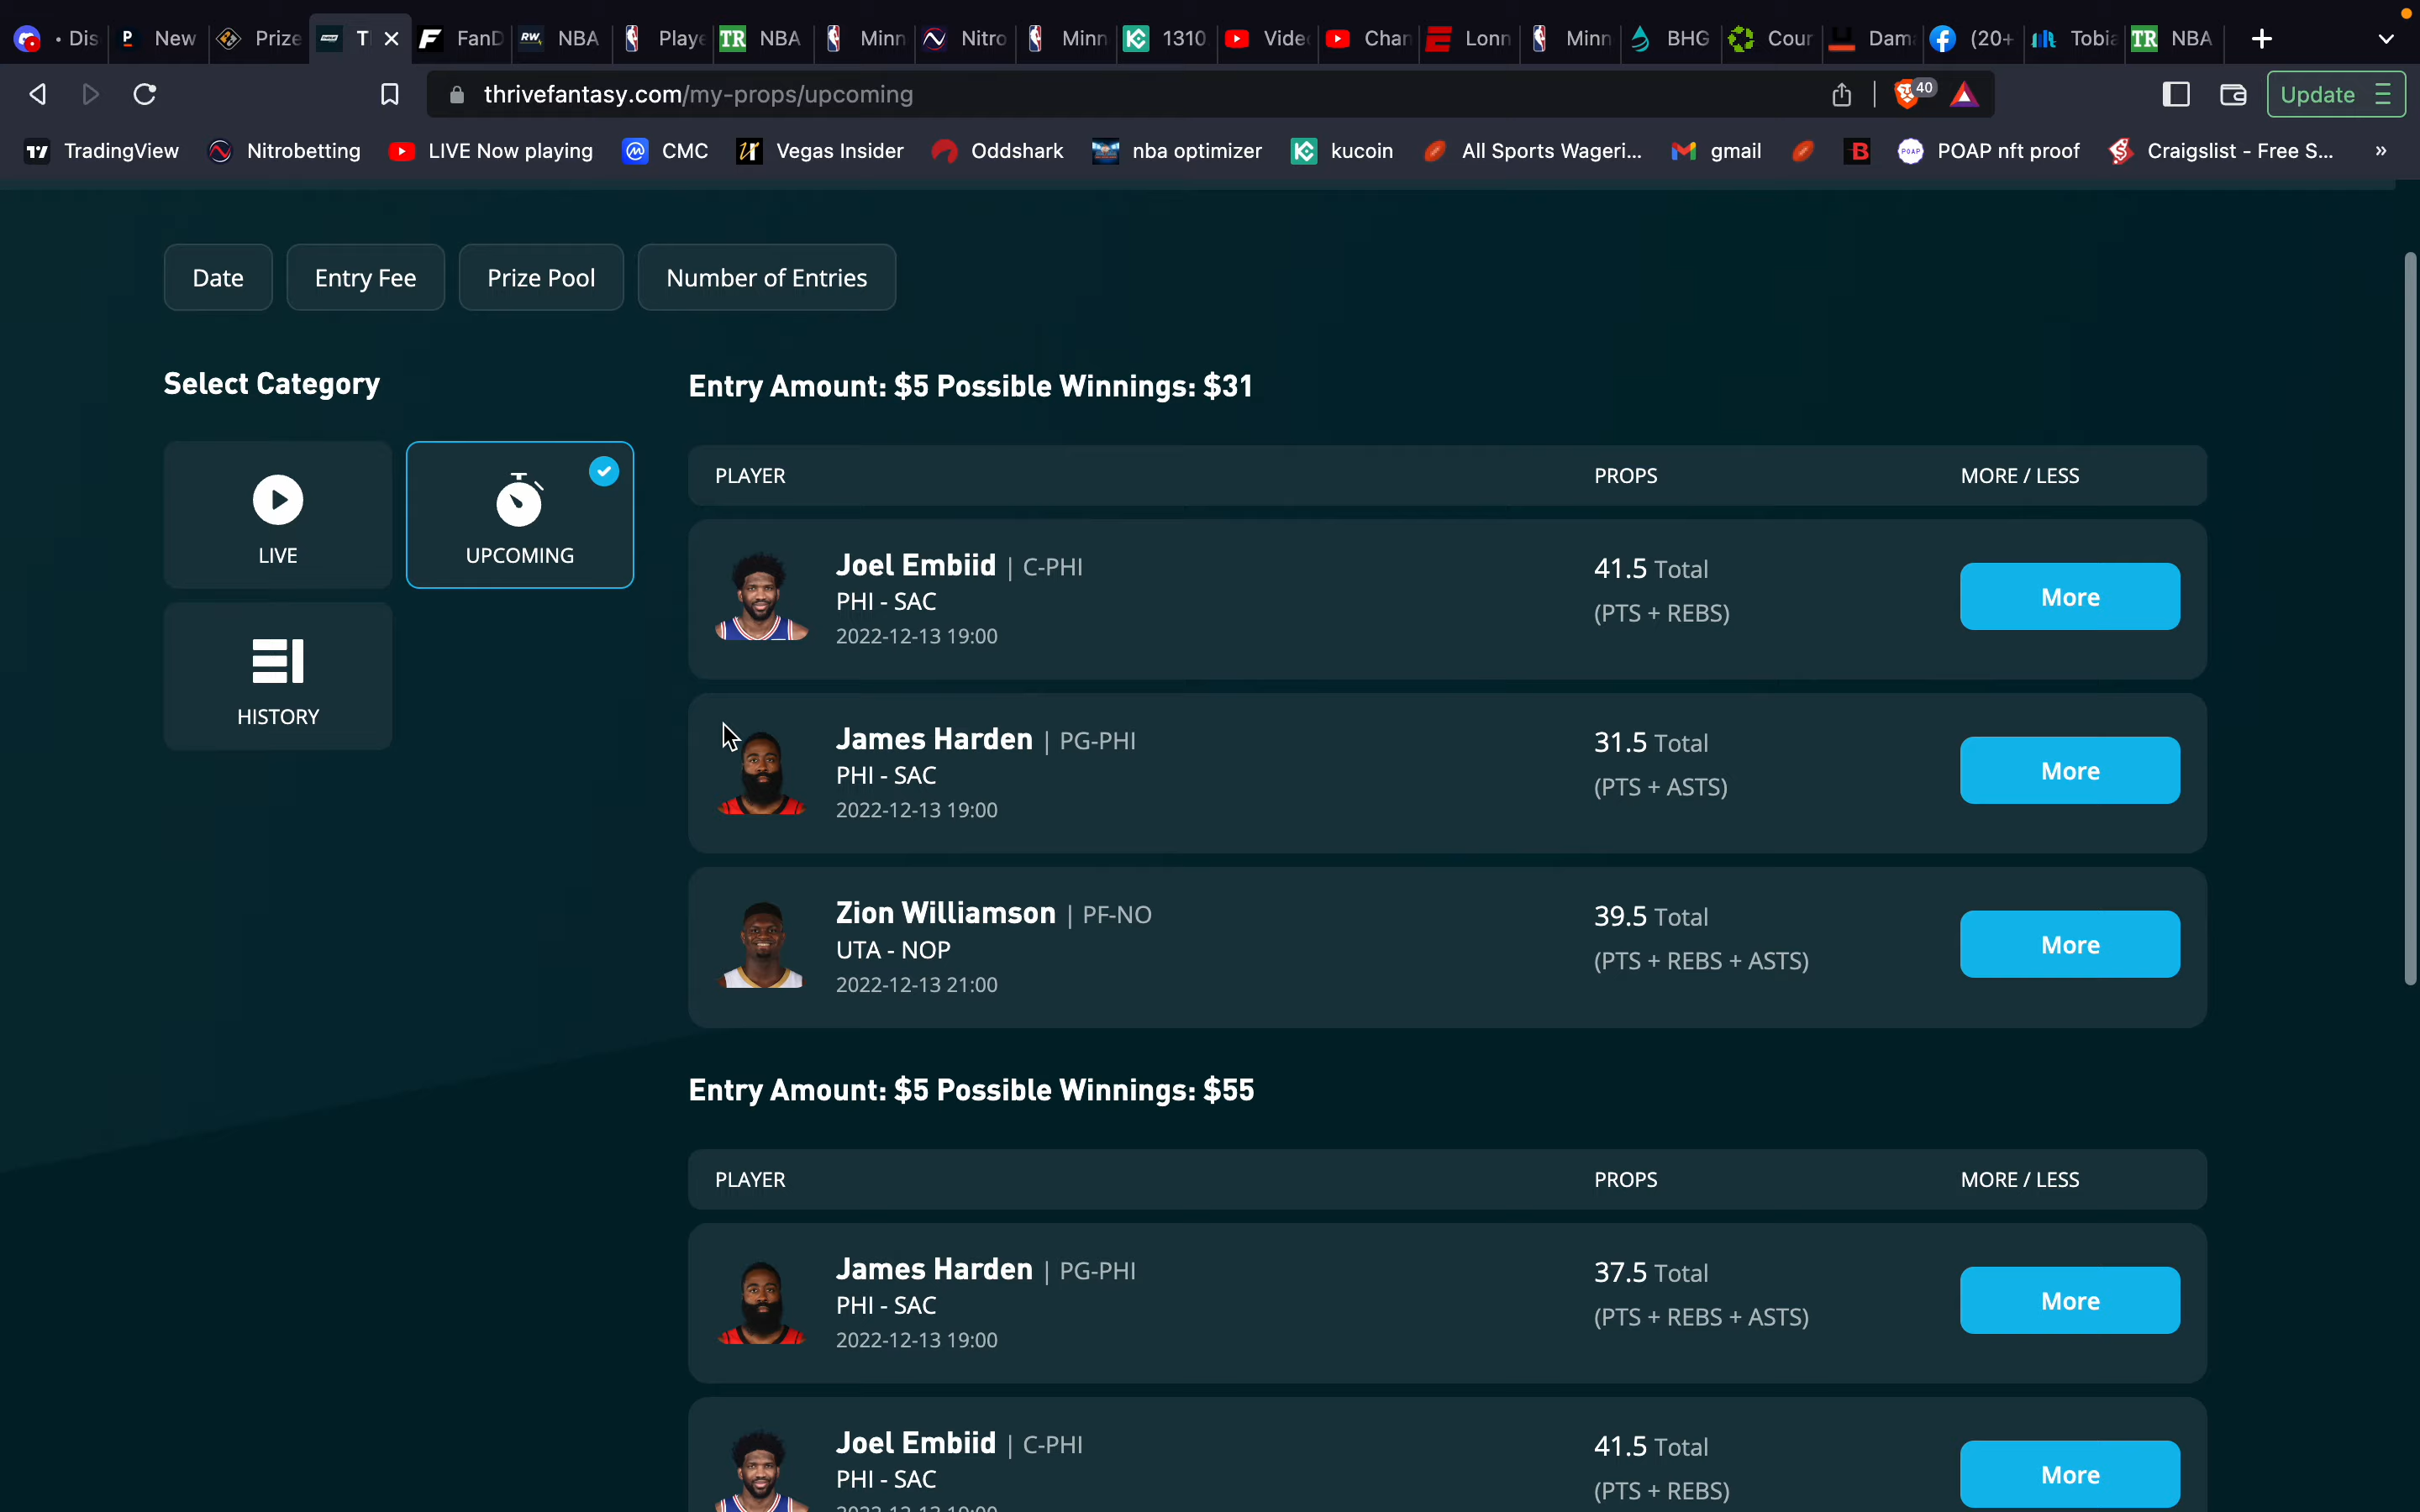 Dis
New
Prize
T
FanD
NBA
Playe
NBA
Minn
Nitro
Minn
1310
Vide
Chan
Lonn
Minn
BHG
Cour
Dam
(20+
Tobia
NBA
thrivefantasy.com/my-props/upcoming
40
Update
TradingView
Nitrobetting
LIVE Now playing
CMC
Vegas Insider
Oddshark
nba optimizer
kucoin
All Sports Wageri...
gmail
POAP nft proof
Craigslist - Free S...
»
Date
Entry Fee
Prize Pool
Number of Entries
Select Category
LIVE
UPCOMING
HISTORY
Entry Amount: $5 Possible Winnings: $31
PLAYER PROPS MORE / LESS
Joel Embiid | C-PHI
PHI - SAC
2022-12-13 19:00
41.5 Total
(PTS + REBS)
More
James Harden | PG-PHI
PHI - SAC
2022-12-13 19:00
31.5 Total
(PTS + ASTS)
More
Zion Williamson | PF-NO
UTA - NOP
2022-12-13 21:00
39.5 Total
(PTS + REBS + ASTS)
More
Entry Amount: $5 Possible Winnings: $55
PLAYER PROPS MORE / LESS
James Harden | PG-PHI
PHI - SAC
2022-12-13 19:00
37.5 Total
(PTS + REBS + ASTS)
More
Joel Embiid | C-PHI
PHI - SAC
2022-12-13 19:00
41.5 Total
(PTS + REBS)
More